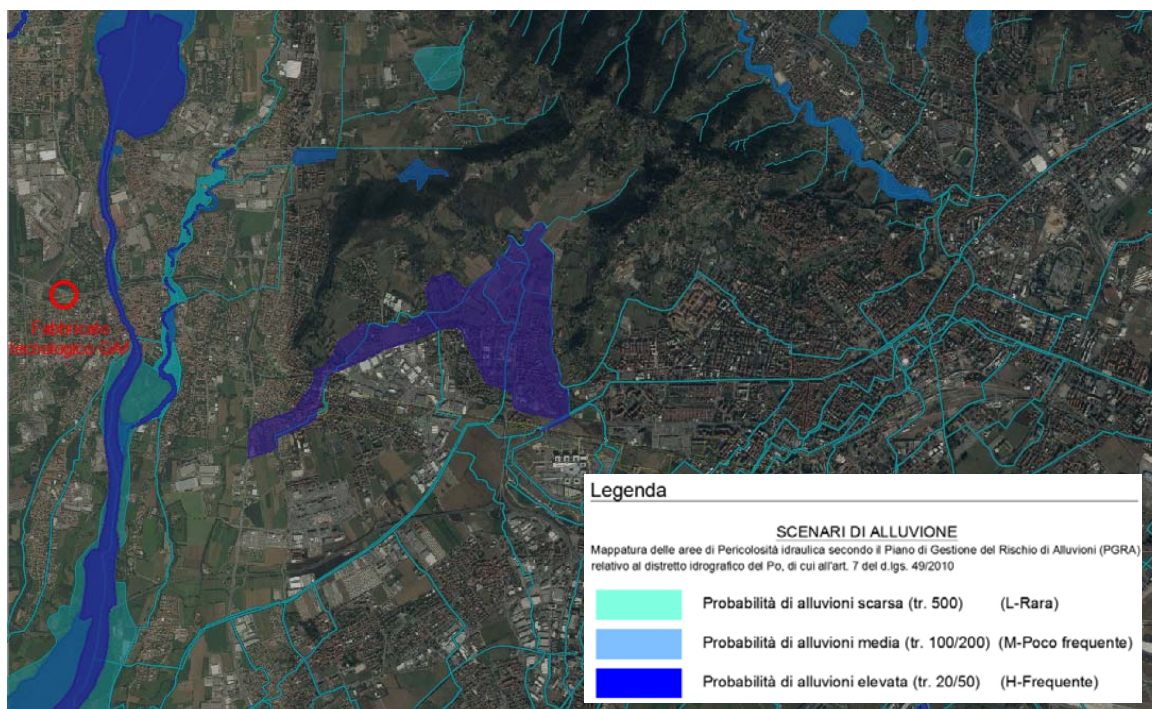 Fabbricato
tecnologico GA/
Legenda
SCENARI DI ALLUVIONE
Mappatura delle aree di Pericolosità idraulica secondo il Piano di Gestione del Rischio di Alluvioni (PGRA)
relativo al distretto idrografico del Po, di cui all'art. 7 del d.lgs. 49/2010
Probabilità di alluvioni scarsa (tr. 500) (L-Rara)
Probabilità di alluvioni media (tr. 100/200) (M-Poco frequente)
Probabilità di alluvioni elevata (tr. 20/50) (H-Frequente)